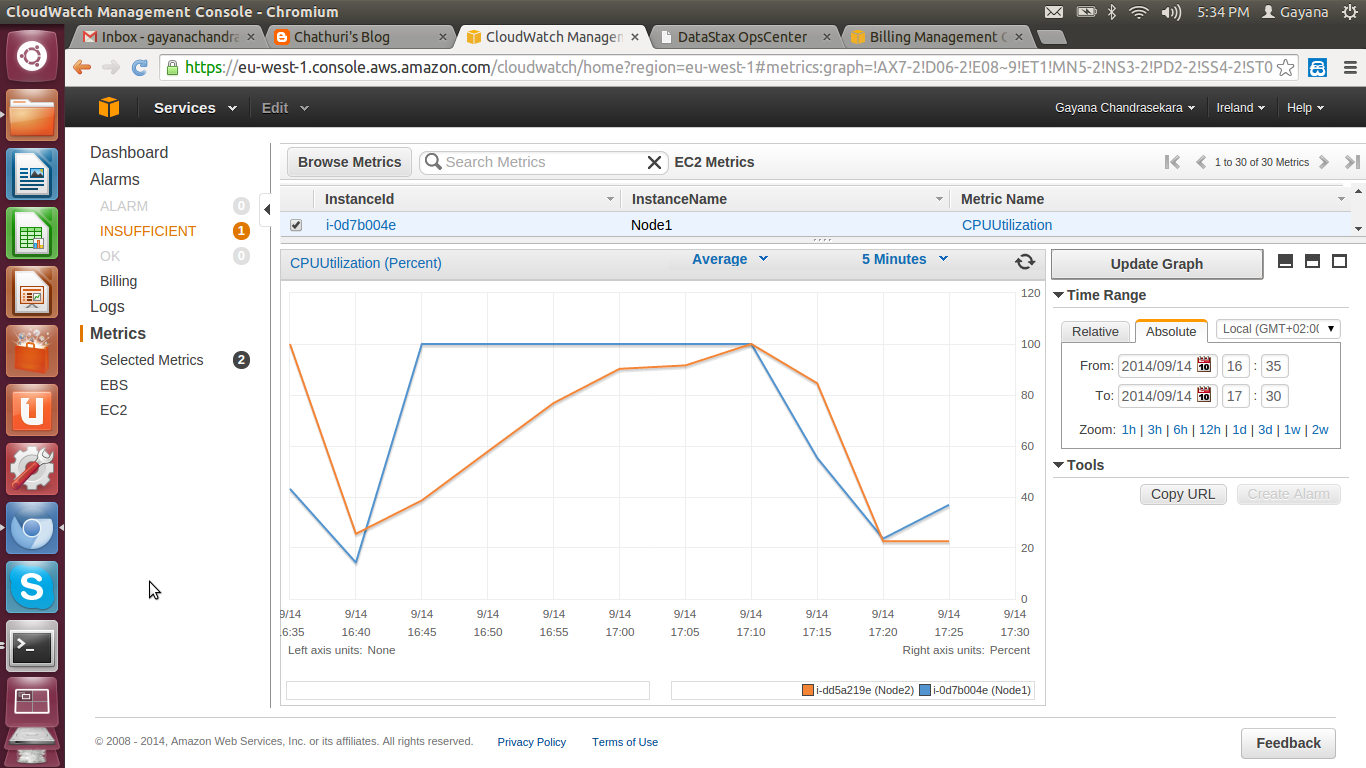 CloudWatch Management Console - Chromium
5:34 PM Gayana
Inbox - gayanachandra
Chathuri's Blog
CloudWatch Managem
DataStax OpsCenter
Billing Management C
https://eu-west-1.console.aws.amazon.com/cloudwatch/home?region=eu-west-1#metrics:graph=!AX7-2!D06-2!E08~9!ET1!MN5-2!NS3-2!PD2-2!SS4-2!ST0
Services Edit
Gayana Chandrasekara Ireland Help
Dashboard
Alarms
ALARM 0
INSUFFICIENT 1
OK 0
Billing
Logs
Metrics
Selected Metrics 2
EBS
EC2
Browse Metrics Search Metrics EC2 Metrics
1 to 30 of 30 Metrics
InstanceId InstanceName Metric Name
i-0d7b004e Node1 CPUUtilization
CPUUtilization (Percent) Average 5 Minutes
120
100
80
60
40
20
0
9/14 9/14 9/14 9/14 9/14 9/14 9/14 9/14 9/14 9/14 9/14 9/14
16:35 16:40 16:45 16:50 16:55 17:00 17:05 17:10 17:15 17:20 17:25 17:30
Left axis units: None Right axis units: Percent
i-dd5a219e (Node2) i-0d7b004e (Node1)
Update Graph
Time Range
Relative Absolute Local (GMT+02:00
From: 2014/09/14 10 16 : 35
To: 2014/09/14 10 17 : 30
Zoom: 1h | 3h | 6h | 12h | 1d | 3d | 1w | 2w
Tools
Copy URL Create Alarm
© 2008 - 2014, Amazon Web Services, Inc. or its affiliates. All rights reserved. Privacy Policy Terms of Use
Feedback